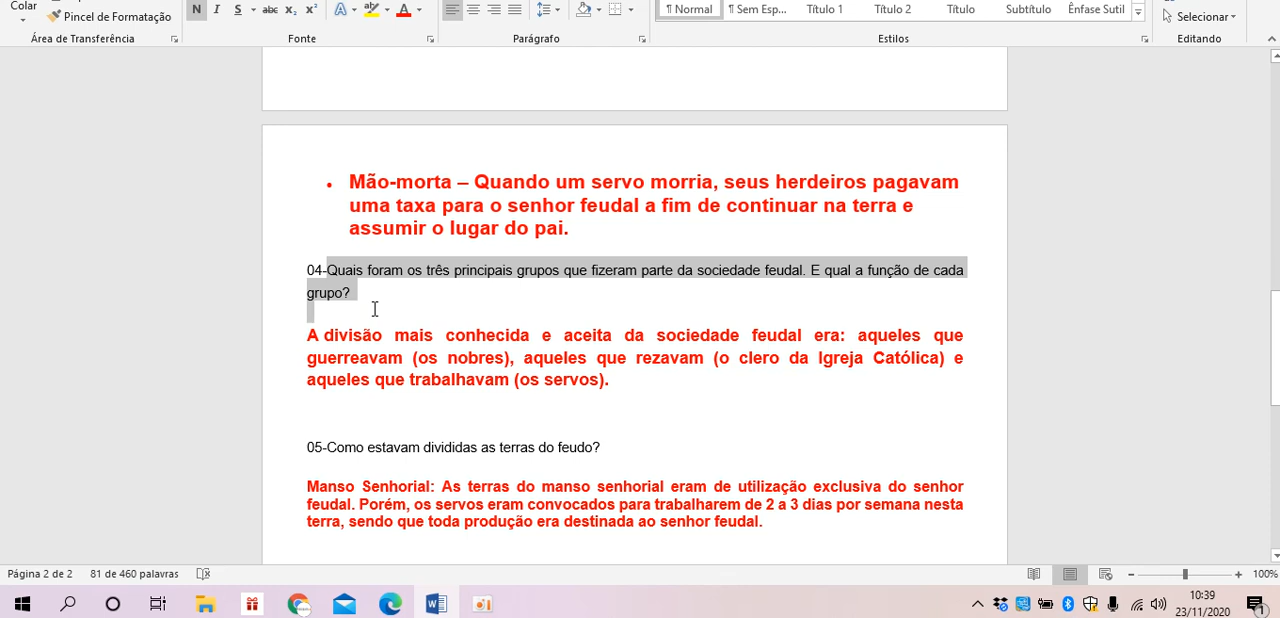 Colar
Pincel de Formatação
N I S abc x₂ x² A aby A
¶ Normal ¶ Sem Esp... Título 1 Título 2 Título Subtítulo Ênfase Sutil
Selecionar
Área de Transferência Fonte Parágrafo Estilos Editando
• Mão-morta – Quando um servo morria, seus herdeiros pagavam
uma taxa para o senhor feudal a fim de continuar na terra e
assumir o lugar do pai.
04-Quais foram os três principais grupos que fizeram parte da sociedade feudal. E qual a função de cada
grupo?
A divisão mais conhecida e aceita da sociedade feudal era: aqueles que
guerreavam (os nobres), aqueles que rezavam (o clero da Igreja Católica) e
aqueles que trabalhavam (os servos).
05-Como estavam divididas as terras do feudo?
Manso Senhorial: As terras do manso senhorial eram de utilização exclusiva do senhor
feudal. Porém, os servos eram convocados para trabalharem de 2 a 3 dias por semana nesta
terra, sendo que toda produção era destinada ao senhor feudal.
Página 2 de 2 81 de 460 palavras 100%
10:39
23/11/2020
1